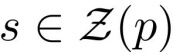 s ∈ 𝒵(p)